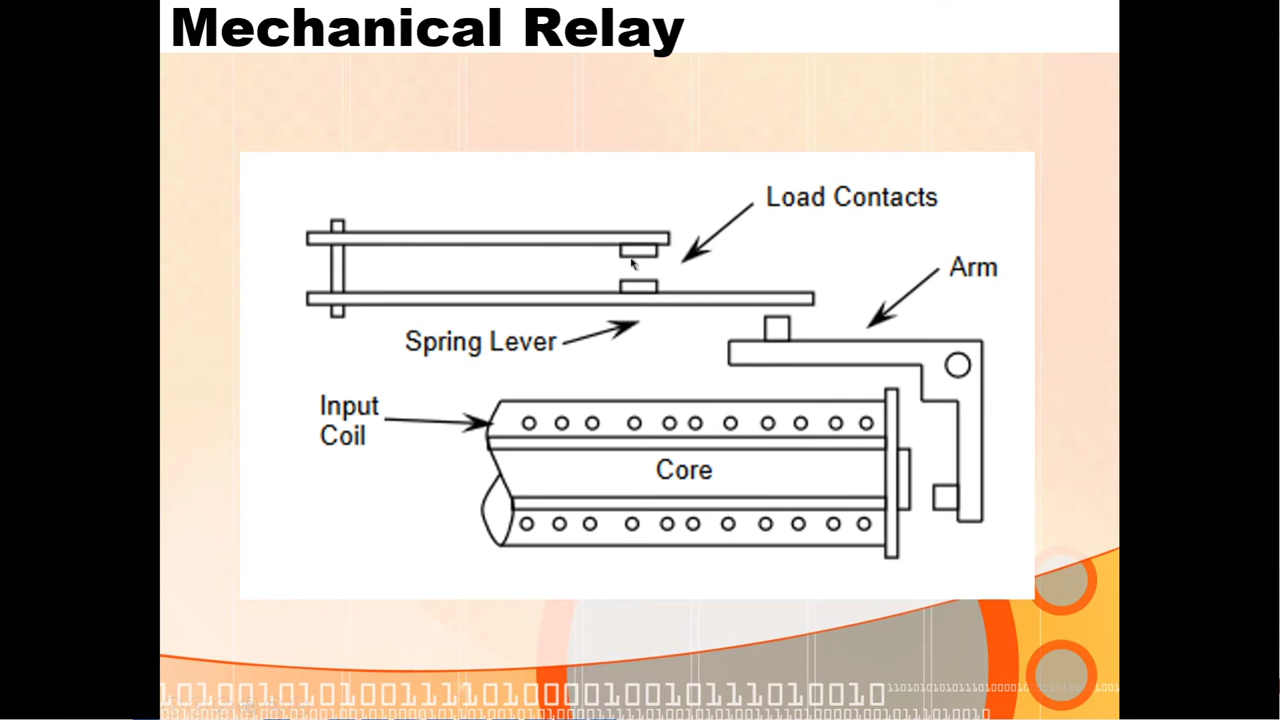 Mechanical Relay
Load Contacts
Arm
Spring Lever
Input
Coil
Core